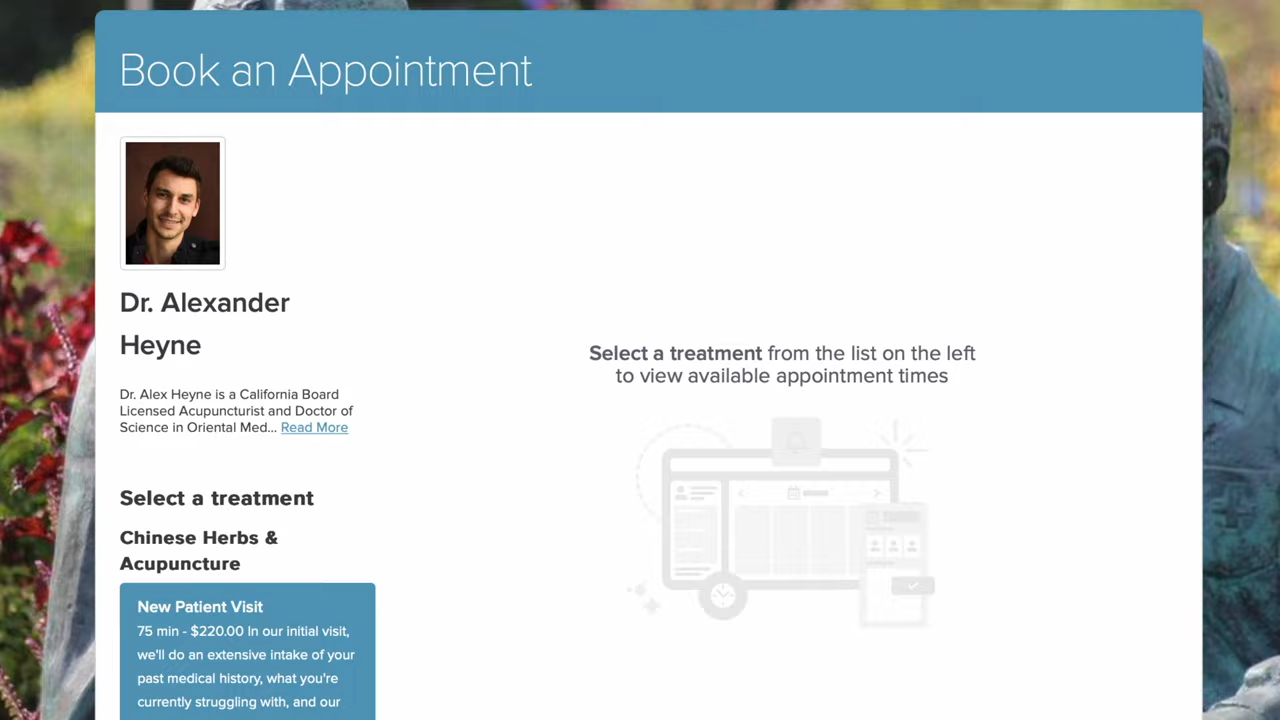 Book an Appointment
Dr. Alexander
Heyne
Dr. Alex Heyne is a California Board
Licensed Acupuncturist and Doctor of
Science in Oriental Med... Read More
Select a treatment
Chinese Herbs &
Acupuncture
New Patient Visit
75 min - $220.00 In our initial visit,
we'll do an extensive intake of your
past medical history, what you're
currently struggling with, and our
Select a treatment from the list on the left
to view available appointment times